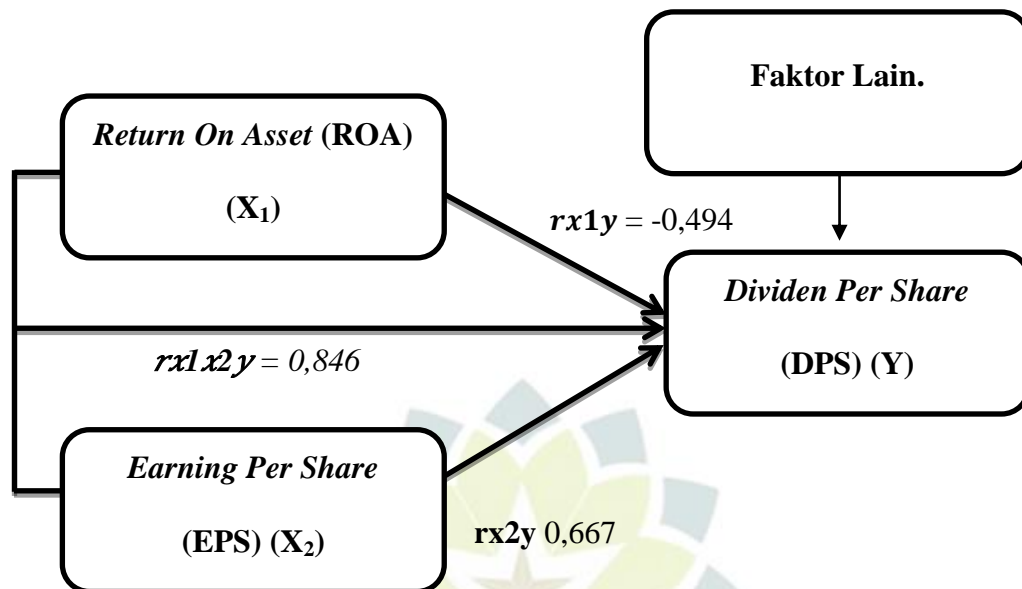 Faktor Lain.
Return On Asset (ROA)
(X₁)
rx1y = -0,494
Dividen Per Share
(DPS) (Y)
rx1x2y = 0,846
Earning Per Share
(EPS) (X₂)
rx2y 0,667